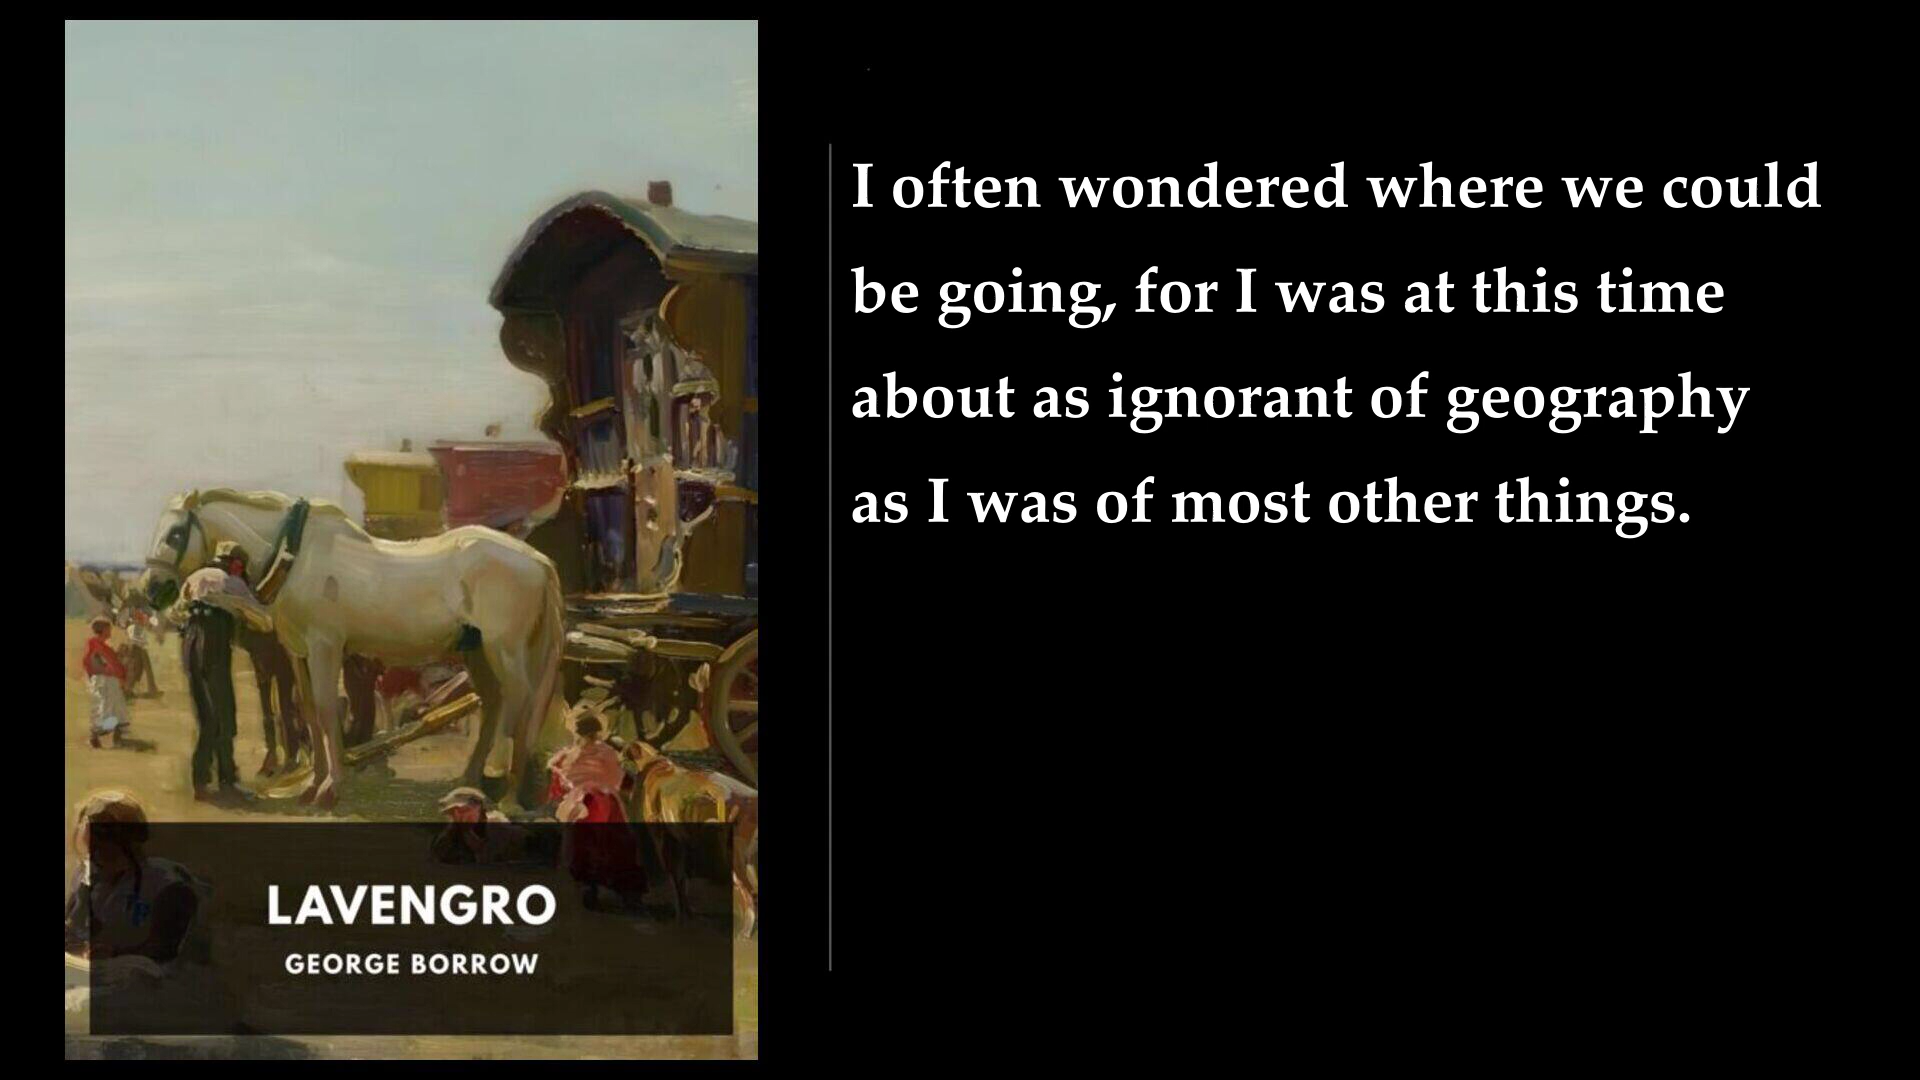 LAVENGRO
GEORGE BORROW
I often wondered where we could
be going, for I was at this time
about as ignorant of geography
as I was of most other things.